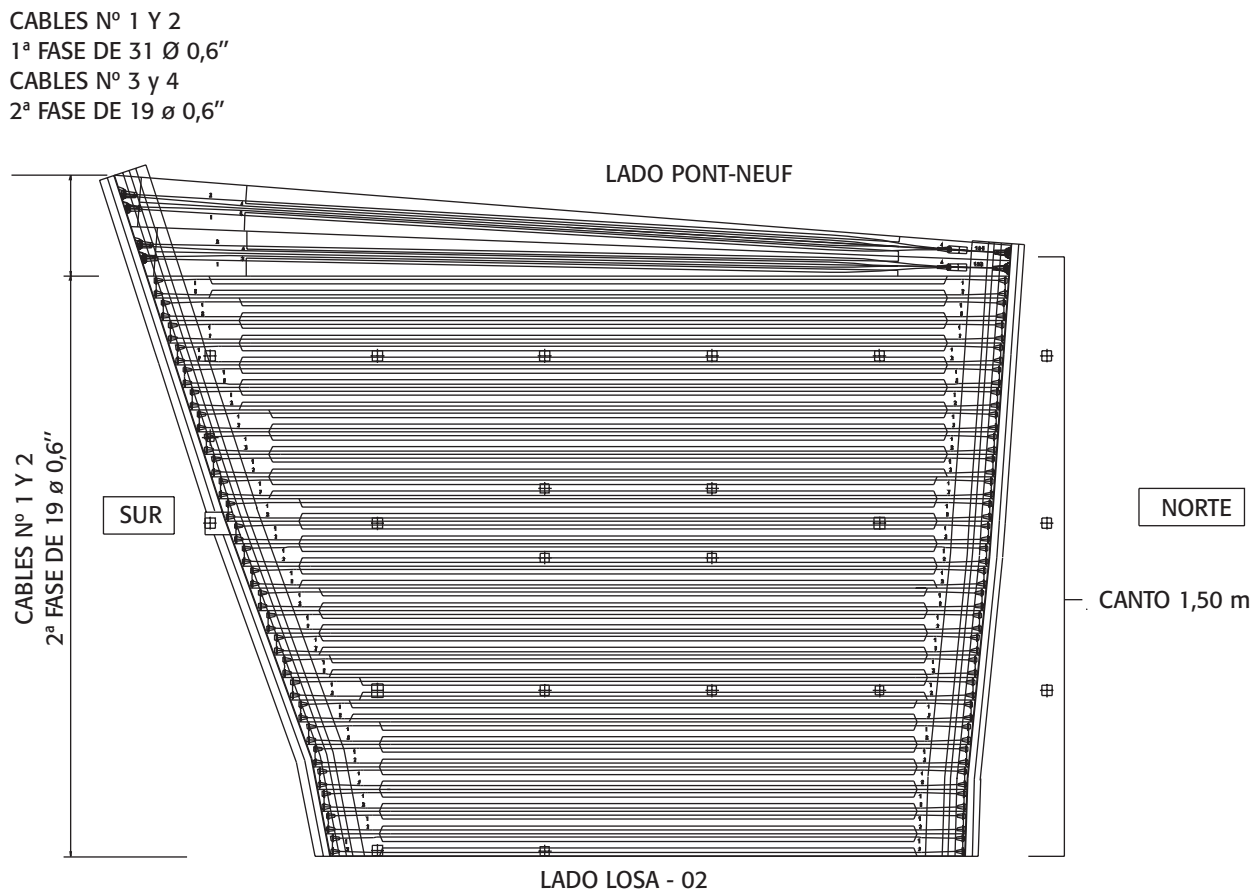 CABLES Nº 1 Y 2
1ª FASE DE 31 Ø 0,6”
CABLES Nº 3 y 4
2ª FASE DE 19 ø 0,6”
LADO PONT-NEUF
CABLES Nº 1 Y 2
2ª FASE DE 19 ø 0,6”
SUR
NORTE
CANTO 1,50 m
LADO LOSA - 02